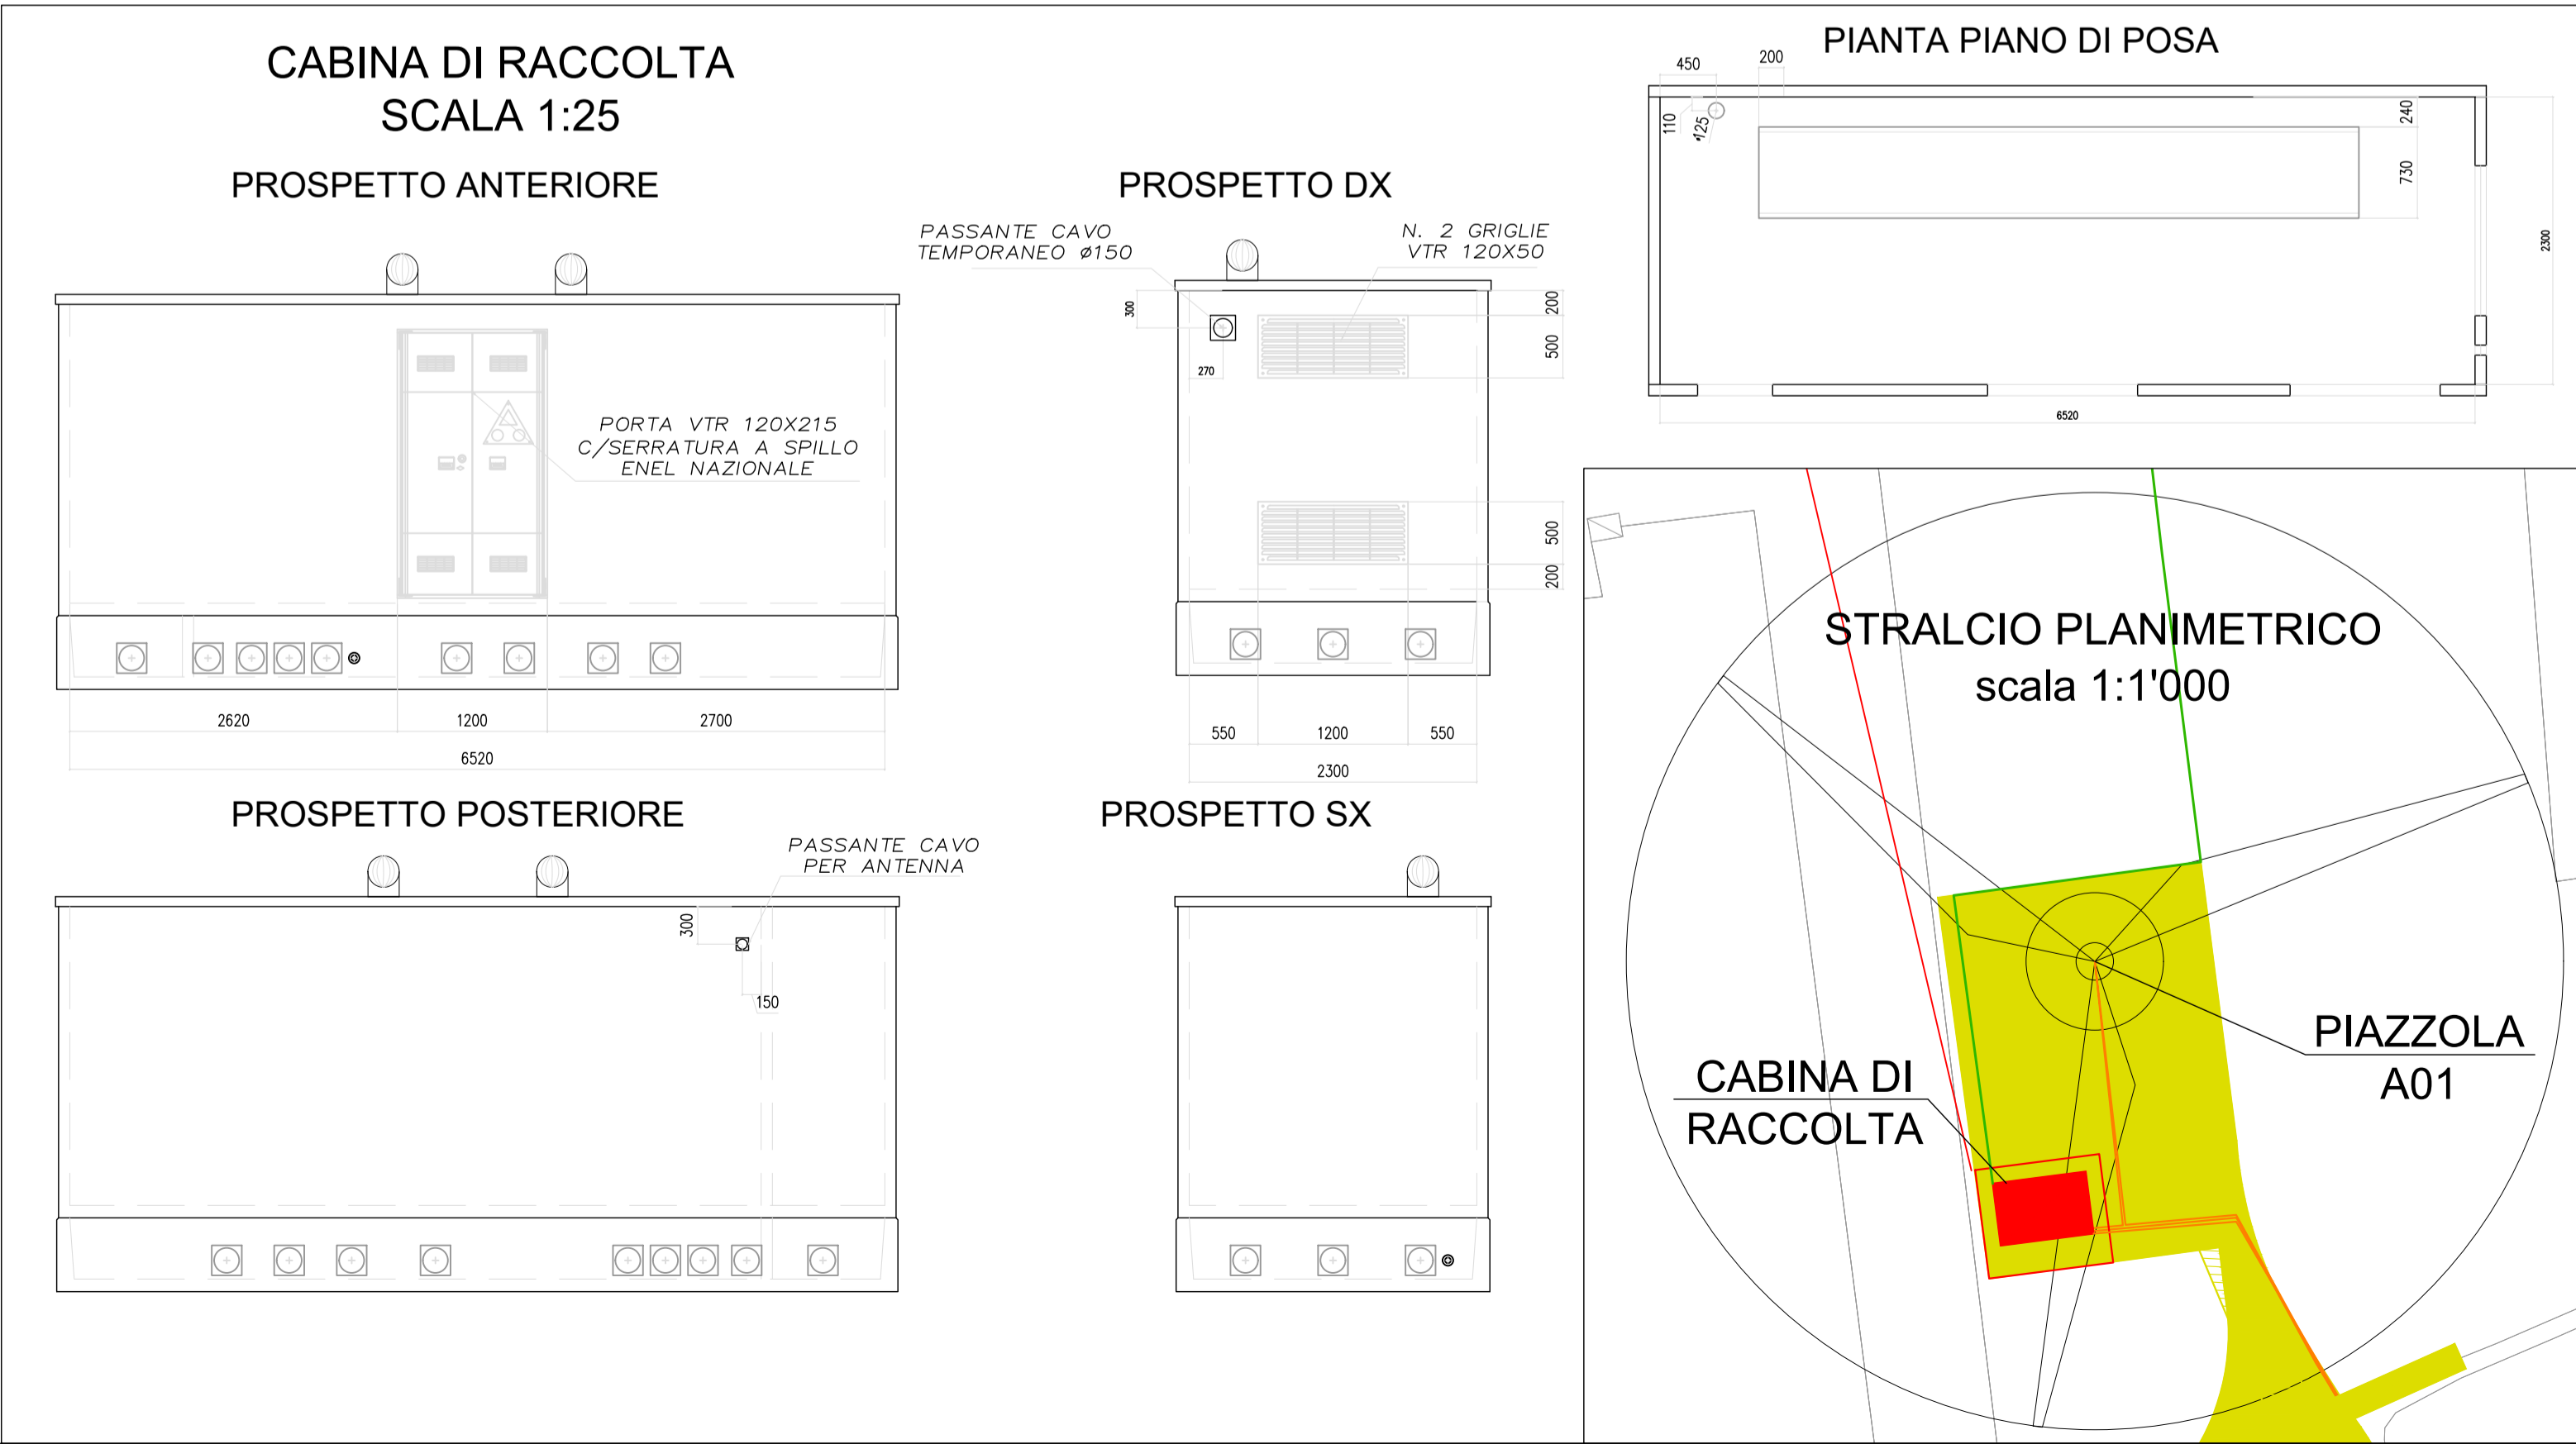 CABINA DI RACCOLTA
SCALA 1:25
PROSPETTO ANTERIORE
PORTA VTR 120X215
C/SERRATURA A SPILLO
ENEL NAZIONALE
2620
1200
2700
6520
PROSPETTO DX
PASSANTE CAVO
TEMPORANEO ø150
N. 2 GRIGLIE
VTR 120X50
300
270
200
500
500
200
550
1200
550
2300
PROSPETTO POSTERIORE
PASSANTE CAVO
PER ANTENNA
300
150
PROSPETTO SX
PIANTA PIANO DI POSA
450
200
110
125
240
730
2300
6520
STRALCIO PLANIMETRICO
scala 1:1'000
CABINA DI
RACCOLTA
PIAZZOLA
A01